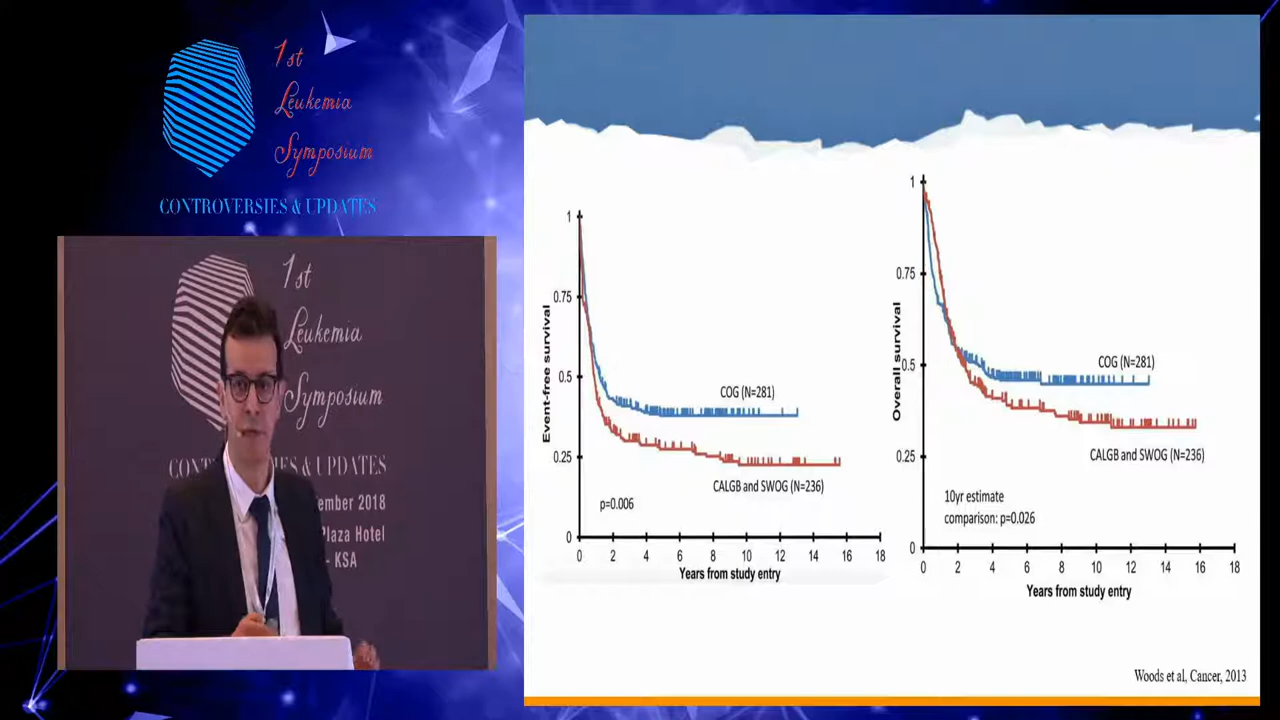 1st
Leukemia
Symposium
CONTROVERSIES & UPDATES
1st
Leukemia
Symposium
& UPDATES
2018
Plaza Hotel
- KSA
1
0.75
0.5
0.25
0
Event-free survival
COG (N=281)
CALGB and SWOG (N=236)
p=0.006
0 2 4 6 8 10 12 14 16 18
Years from study entry
1
0.75
0.5
0.25
0
Overall survival
COG (N=281)
CALGB and SWOG (N=236)
10yr estimate
comparison: p=0.026
2 4 6 8 10 12 14 16 18
Years from study entry
Woods et al, Cancer, 2013